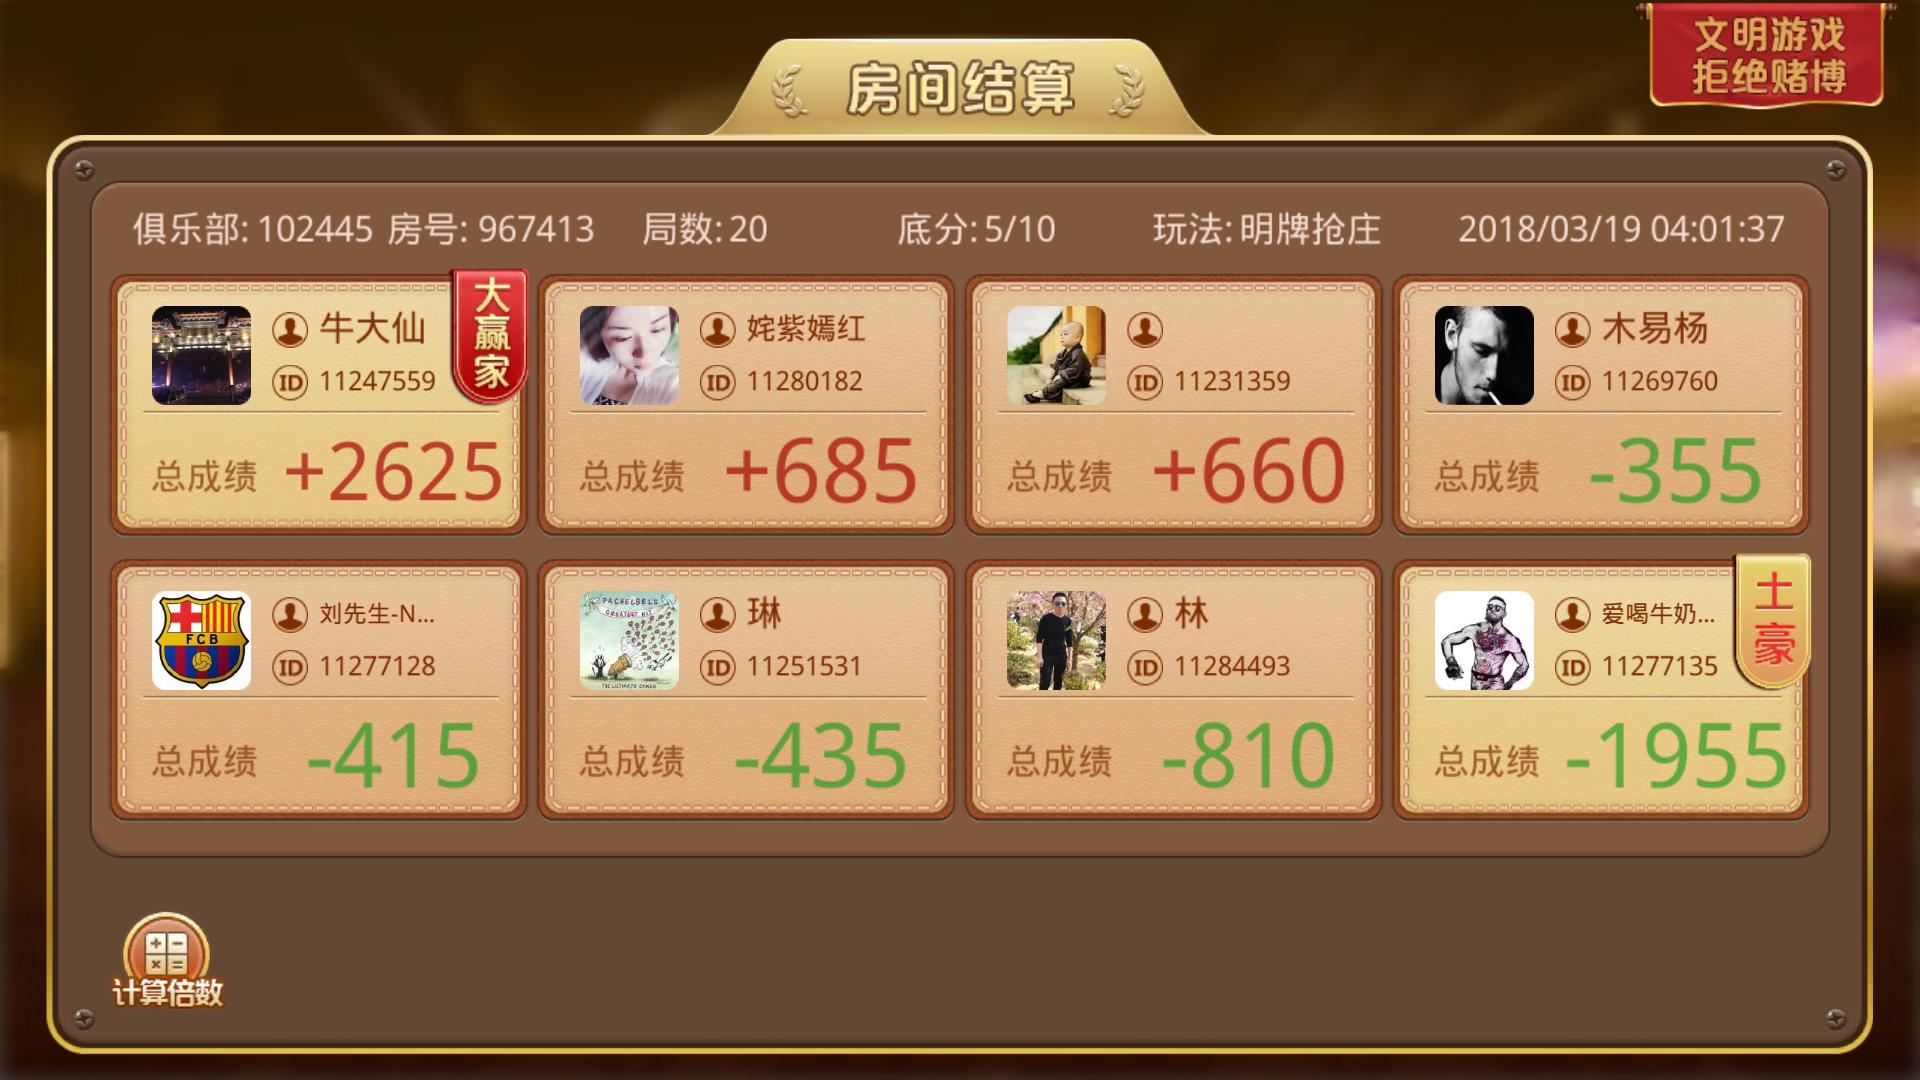 文明游戏
拒绝赌博
房间结算
俱乐部: 102445 房号: 967413 局数: 20 底分: 5/10 玩法: 明牌抢庄 2018/03/19 04:01:37
牛大仙
ID 11247559
大赢家
总成绩 +2625
姹紫嫣红
ID 11280182
总成绩 +685
ID 11231359
总成绩 +660
木易杨
ID 11269760
总成绩 -355
FCB
刘先生-N...
ID 11277128
总成绩 -415
PACHELBEL'S
GREATEST HIT
琳
ID 11251531
总成绩 -435
林
ID 11284493
总成绩 -810
爱喝牛奶...
ID 11277135
土豪
总成绩 -1955
计算倍数